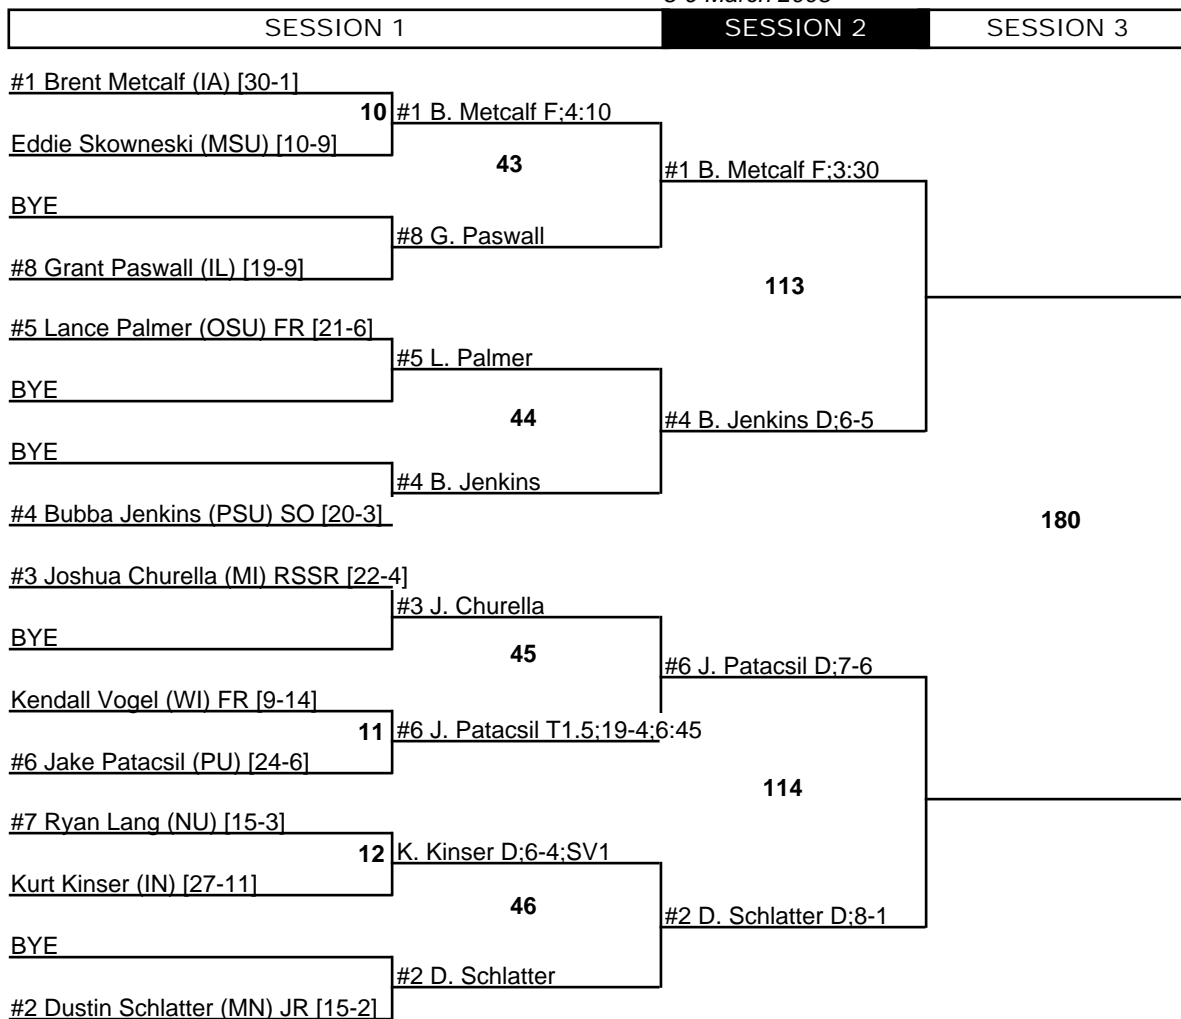 SESSION 1
SESSION 2
SESSION 3
#1 Brent Metcalf (IA) [30-1]
10
#1 B. Metcalf F;4:10
Eddie Skowneski (MSU) [10-9]
43
#1 B. Metcalf F;3:30
BYE
#8 G. Paswall
#8 Grant Paswall (IL) [19-9]
113
#5 Lance Palmer (OSU) FR [21-6]
#5 L. Palmer
BYE
44
#4 B. Jenkins D;6-5
BYE
#4 B. Jenkins
#4 Bubba Jenkins (PSU) SO [20-3]
180
#3 Joshua Churella (MI) RSSR [22-4]
#3 J. Churella
BYE
45
#6 J. Patacsil D;7-6
Kendall Vogel (WI) FR [9-14]
11
#6 J. Patacsil T1.5;19-4;6:45
#6 Jake Patacsil (PU) [24-6]
114
#7 Ryan Lang (NU) [15-3]
12
K. Kinser D;6-4;SV1
Kurt Kinser (IN) [27-11]
46
#2 D. Schlatter D;8-1
BYE
#2 D. Schlatter
#2 Dustin Schlatter (MN) JR [15-2]